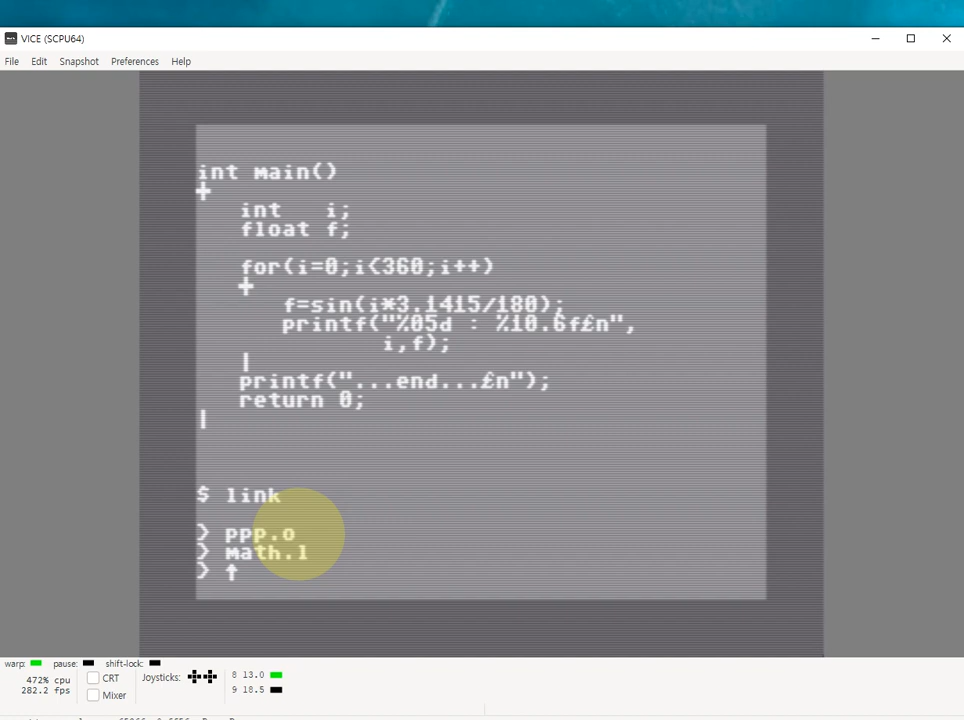 VICE (SCPU64)
File Edit Snapshot Preferences Help
int main()
+
int i;
float f;
for(i=0;i<360;i++)
+
f=sin(i*3.1415/180);
printf("%05d : %10.6f£n",
i,f);
|
printf("...end...£n");
return 0;
|
$ link
> ppp.o
> math.l
> ↑
warp: pause: shift-lock:
472% cpu CRT Joysticks: 8 13.0
282.2 fps Mixer 9 18.5